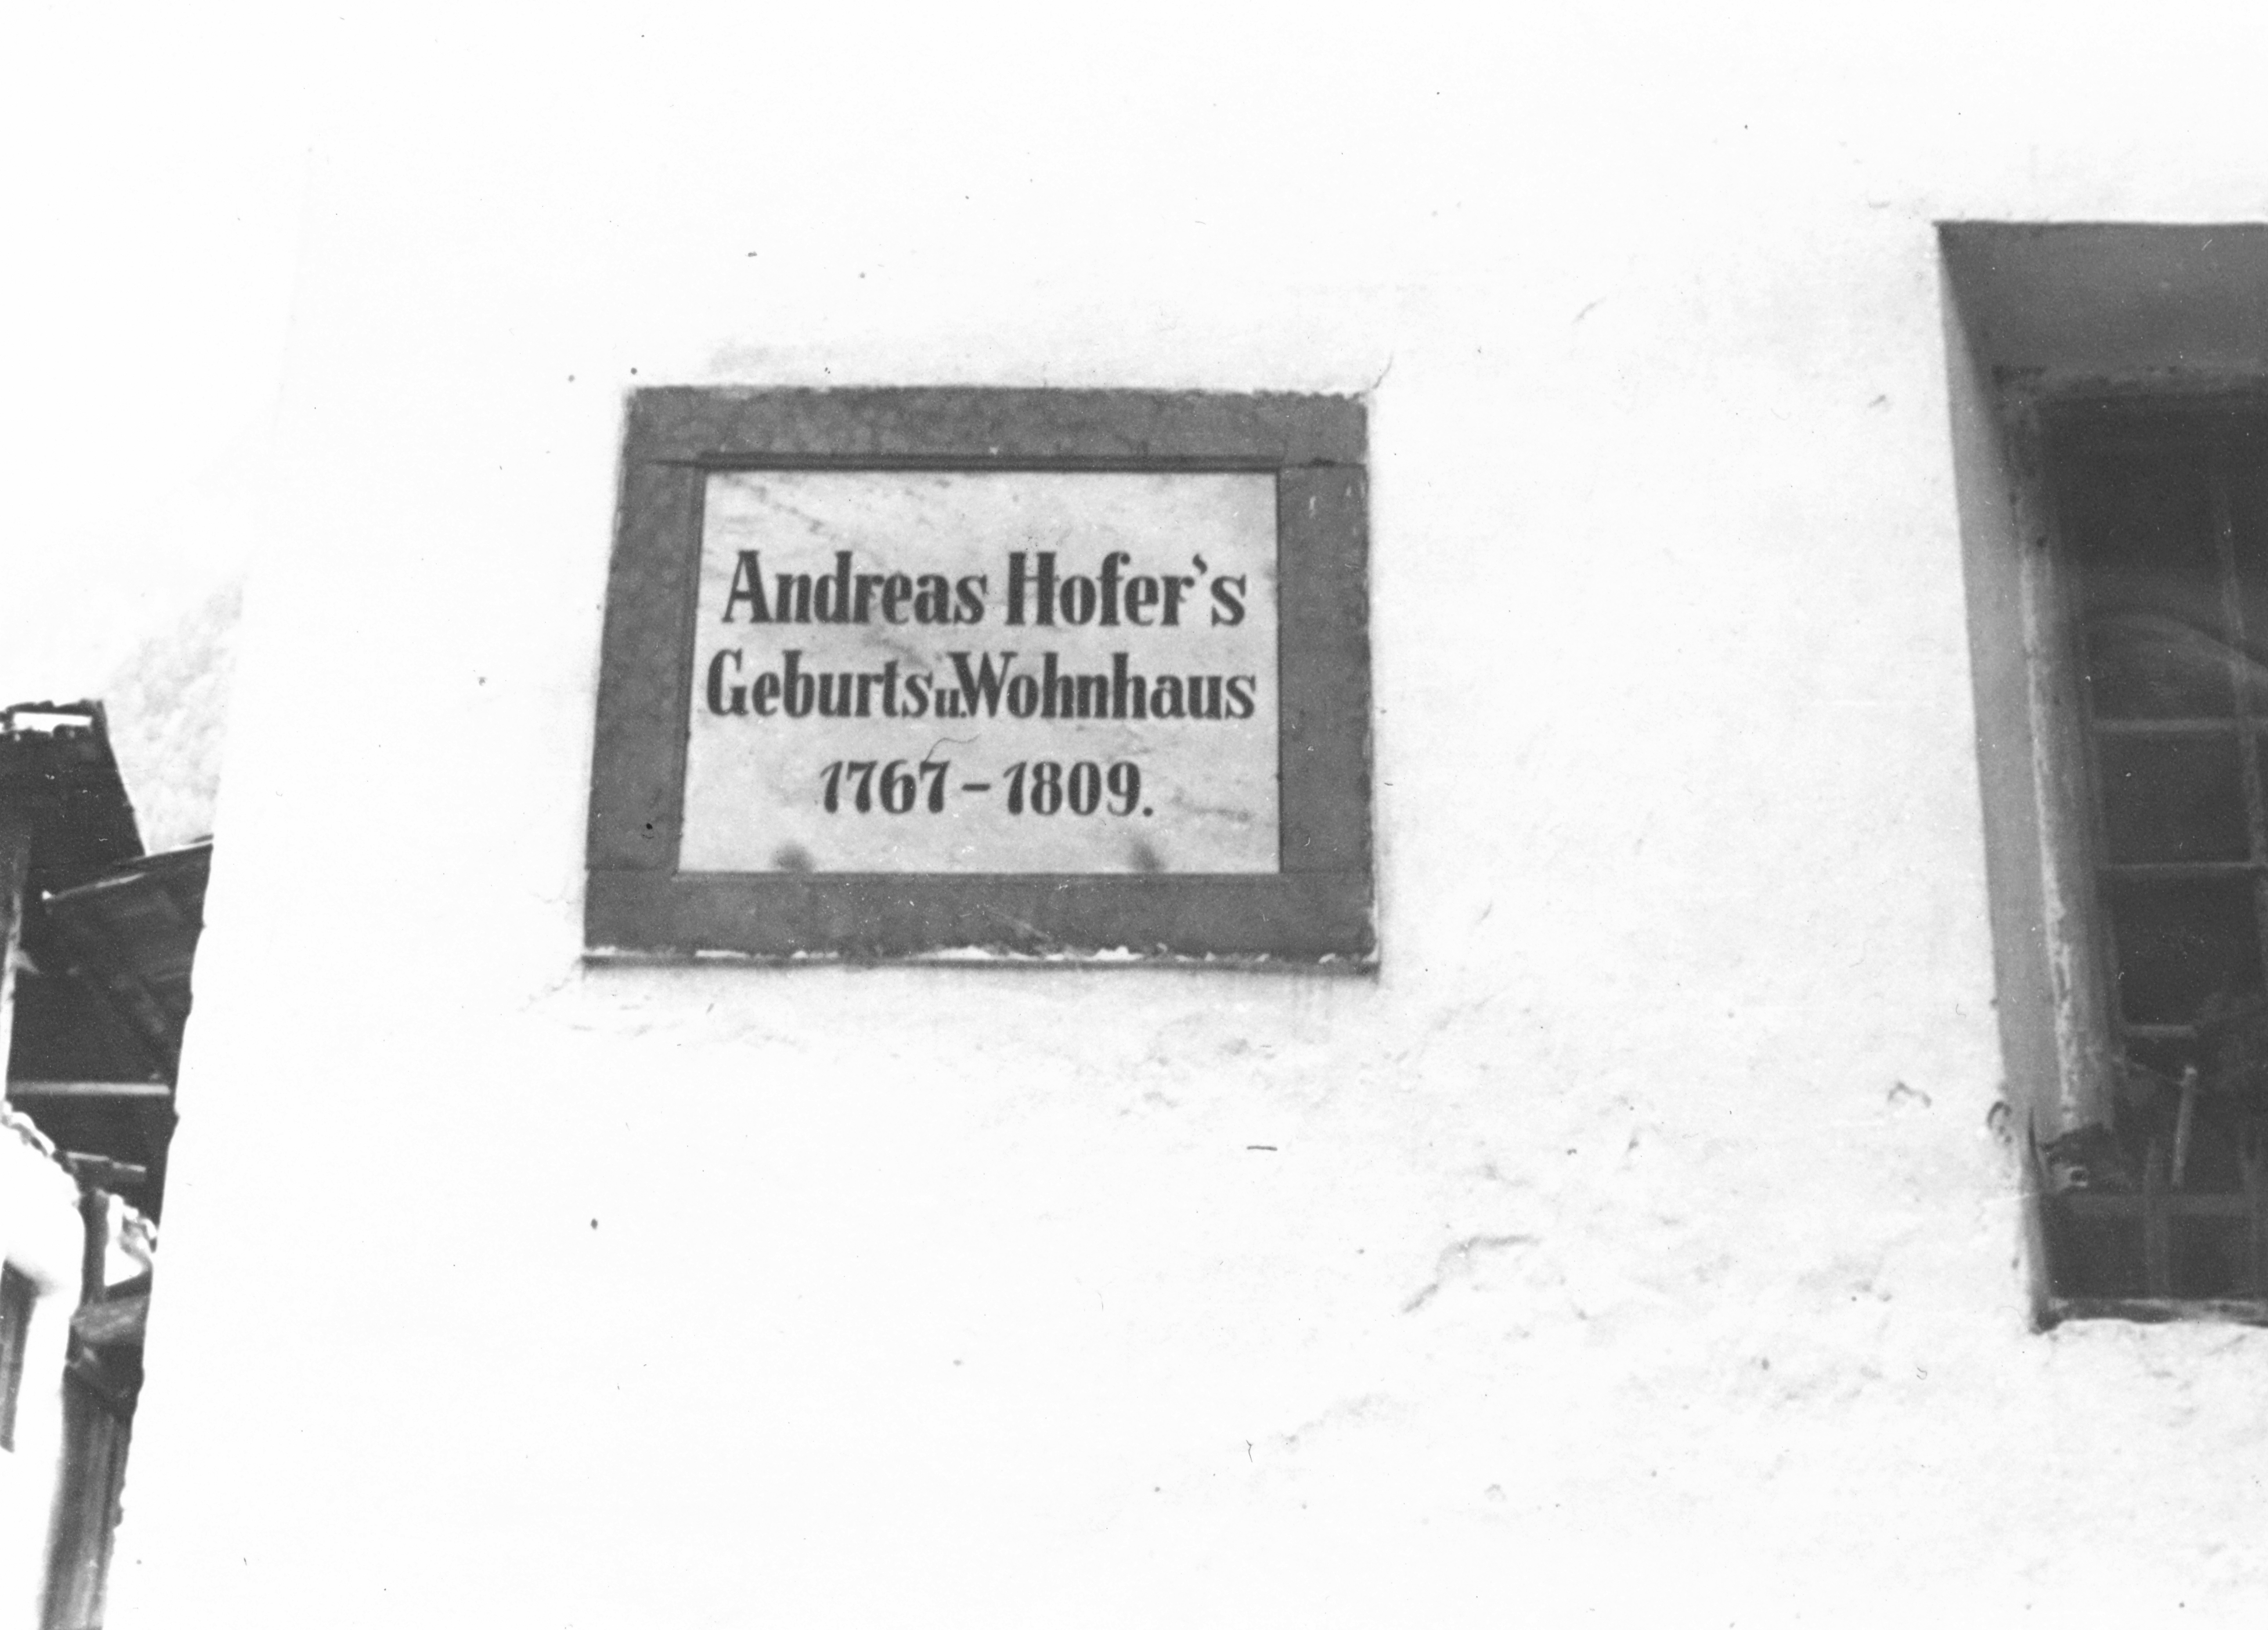 Andreas Hofer's
Geburts u. Wohnhaus
1767 - 1809.